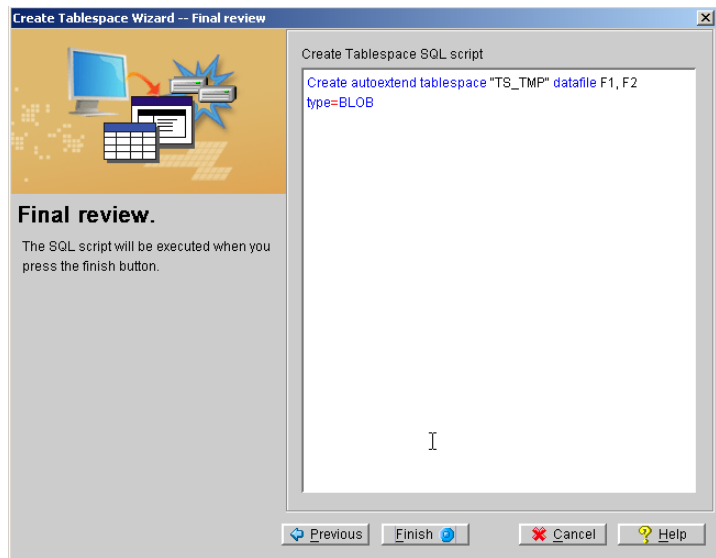 Create Tablespace Wizard -- Final review
Create Tablespace SQL script
Create autoextend tablespace "TS_TMP" datafile F1, F2
type=BLOB
Final review.
The SQL script will be executed when you
press the finish button.
Previous
Finish
Cancel
Help